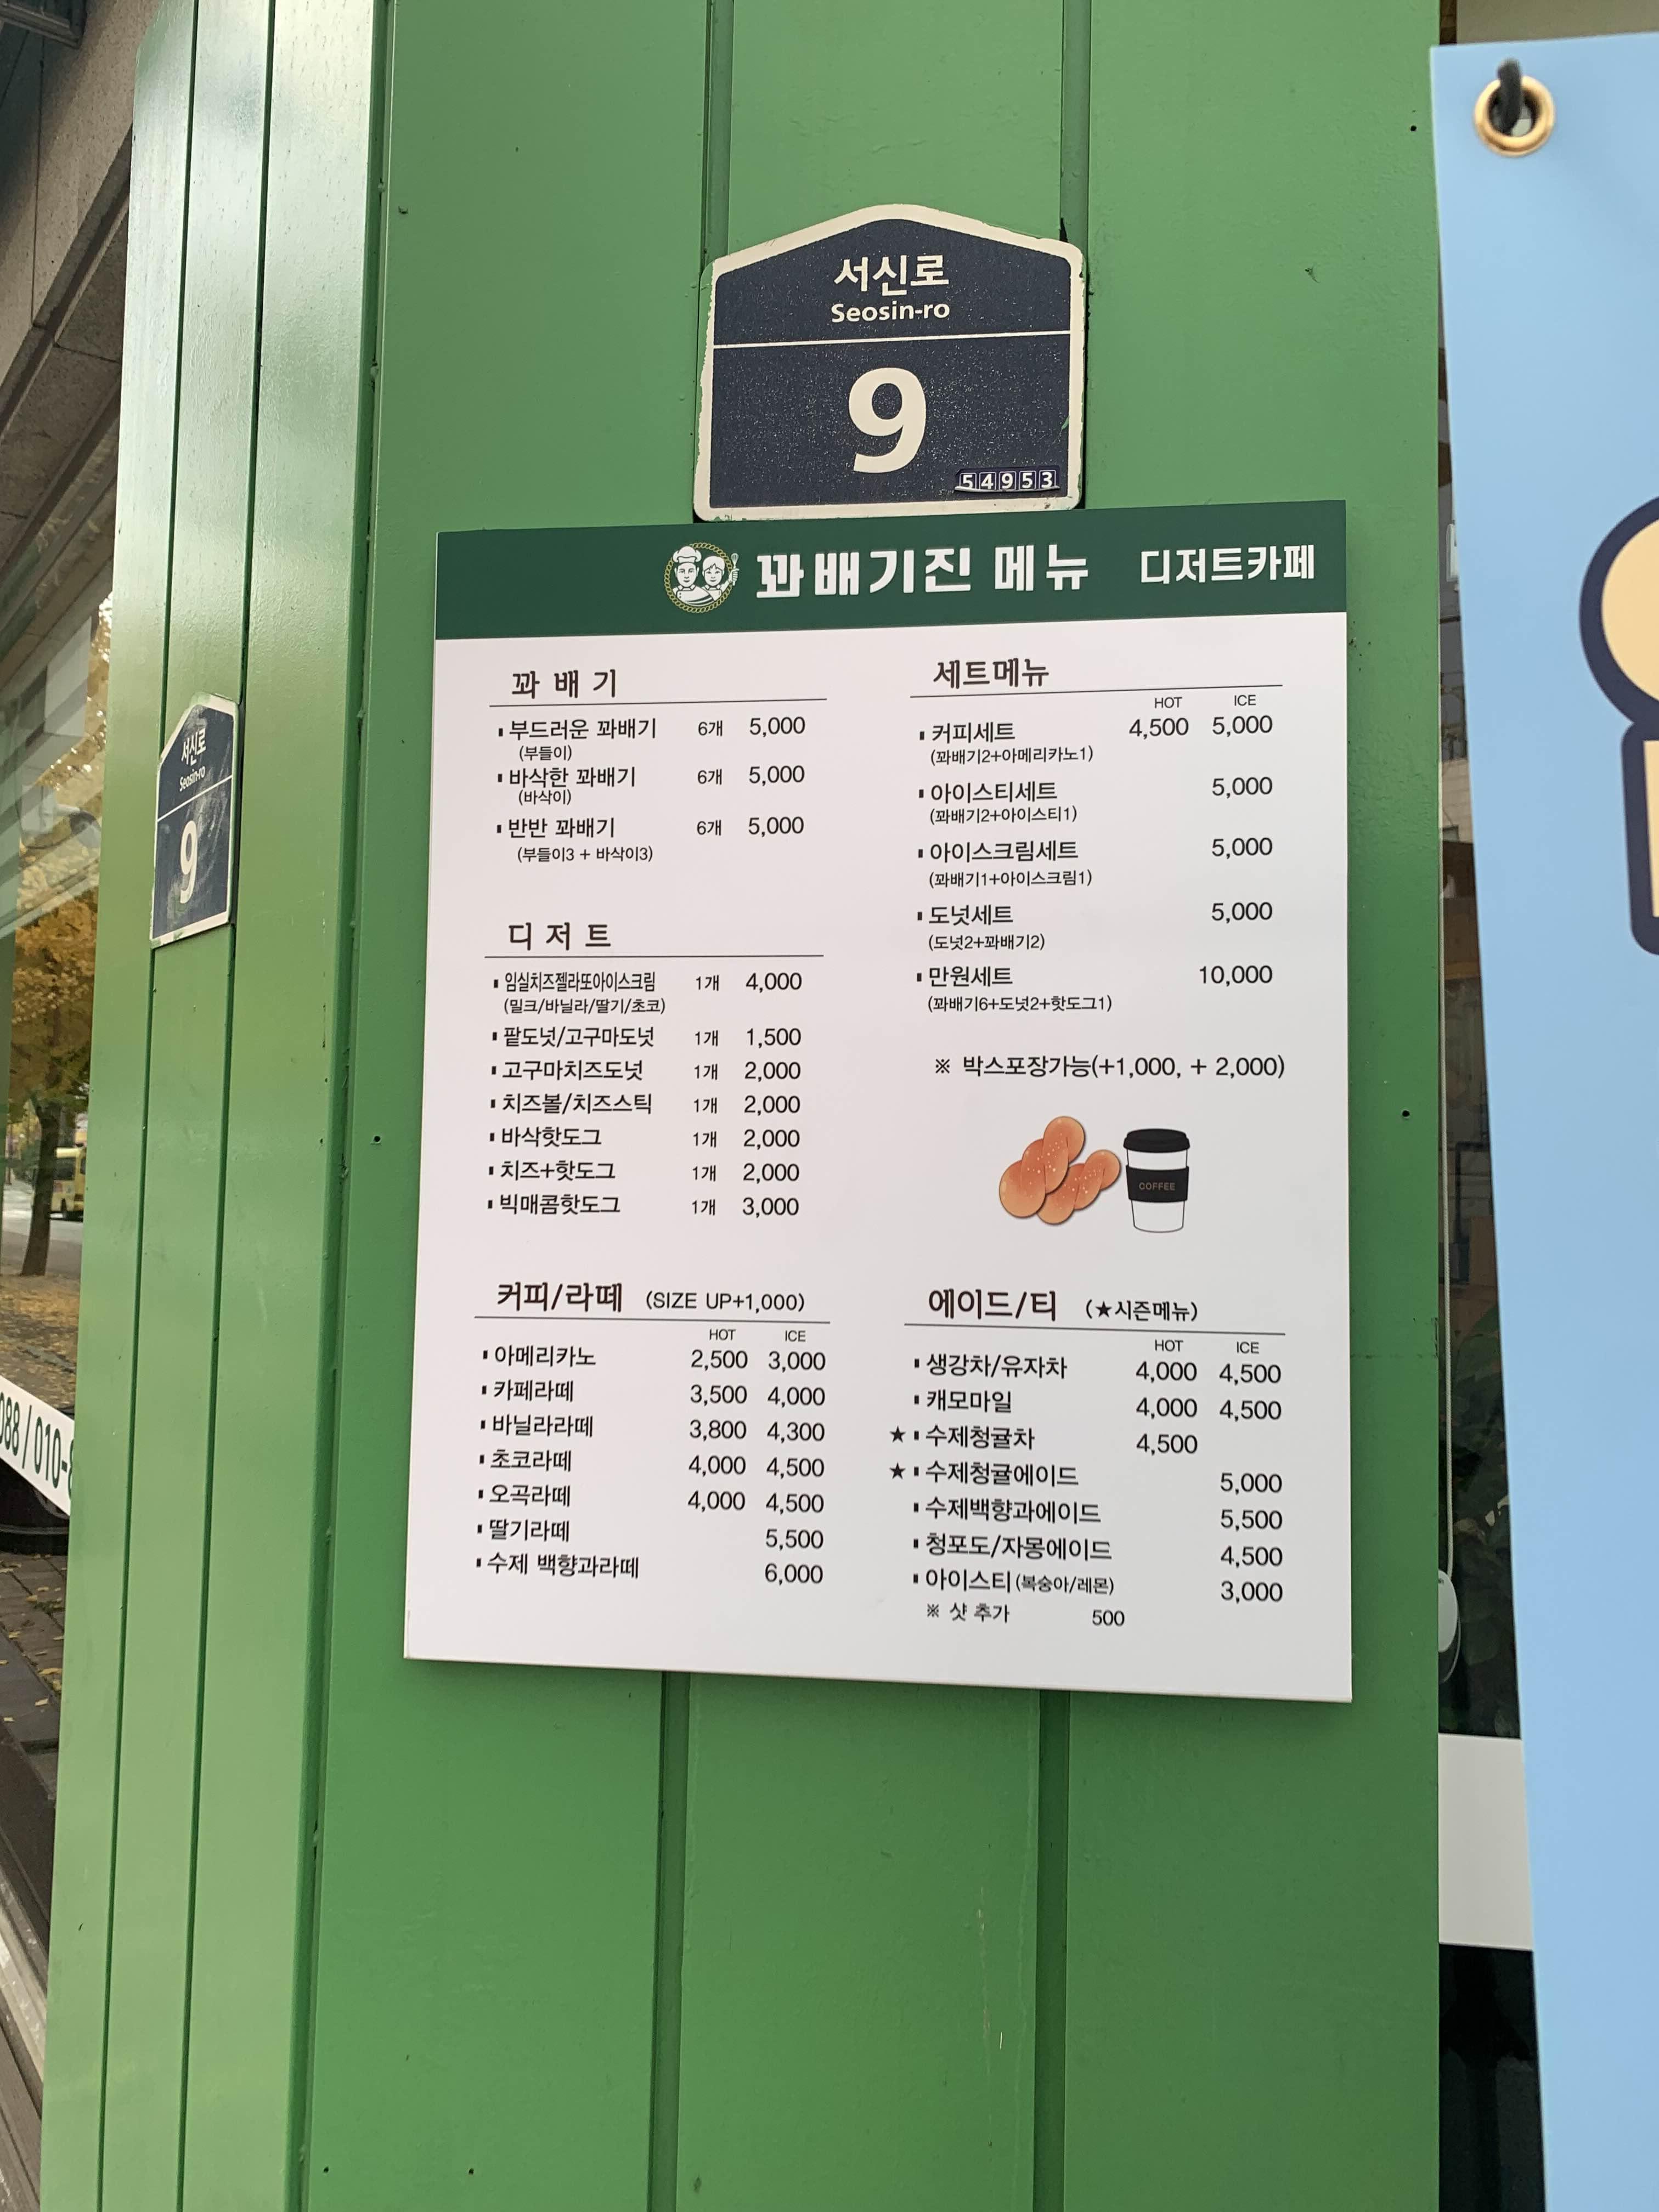 서신로
Seosin-ro
9
54953
서신로
Seosin-ro
9
088 / 010-
꽈배기진 메뉴 디저트카페
꽈배기
부드러운 꽈배기 6개 5,000
(부들이)
바삭한 꽈배기 6개 5,000
(바삭이)
반반 꽈배기 6개 5,000
(부들이3 + 바삭이3)
디저트
임실치즈젤라또아이스크림 1개 4,000
(밀크/바닐라/딸기/초코)
팥도넛/고구마도넛 1개 1,500
고구마치즈도넛 1개 2,000
치즈볼/치즈스틱 1개 2,000
바삭핫도그 1개 2,000
치즈+핫도그 1개 2,000
빅매콤핫도그 1개 3,000
커피/라떼 (SIZE UP+1,000)
HOT ICE
아메리카노 2,500 3,000
카페라떼 3,500 4,000
바닐라라떼 3,800 4,300
초코라떼 4,000 4,500
오곡라떼 4,000 4,500
딸기라떼 5,500
수제 백향과라떼 6,000
세트메뉴
HOT ICE
커피세트 4,500 5,000
(꽈배기2+아메리카노1)
아이스티세트 5,000
(꽈배기2+아이스티1)
아이스크림세트 5,000
(꽈배기1+아이스크림1)
도넛세트 5,000
(도넛2+꽈배기2)
만원세트 10,000
(꽈배기6+도넛2+핫도그1)
※ 박스포장가능(+1,000, + 2,000)
COFFEE
에이드/티 (★시즌메뉴)
HOT ICE
생강차/유자차 4,000 4,500
캐모마일 4,000 4,500
★ 수제청귤차 4,500
★ 수제청귤에이드 5,000
수제백향과에이드 5,500
청포도/자몽에이드 4,500
아이스티(복숭아/레몬) 3,000
※ 샷 추가 500